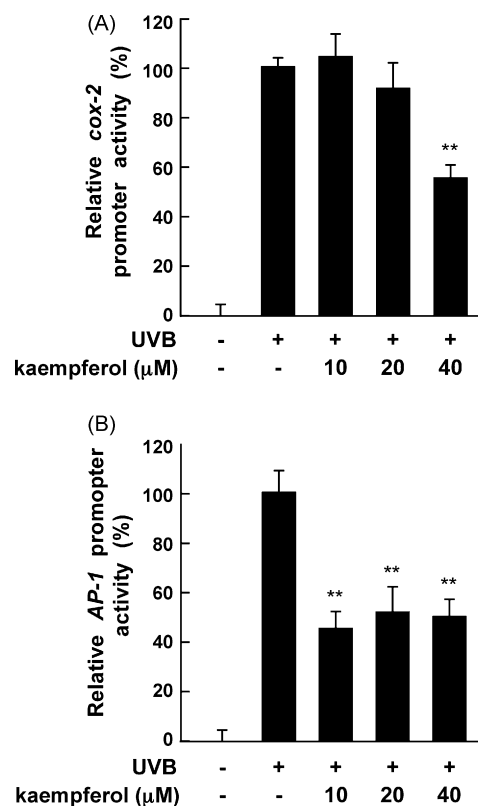 (A)
Relative cox-2
promoter activity (%)
120
100
80
60
40
20
0
**
UVB - + + + +
kaempferol (μM) - - 10 20 40
(B)
Relative AP-1 promopter
activity (%)
120
100
80
60
40
20
0
** ** **
UVB - + + + +
kaempferol (μM) - - 10 20 40